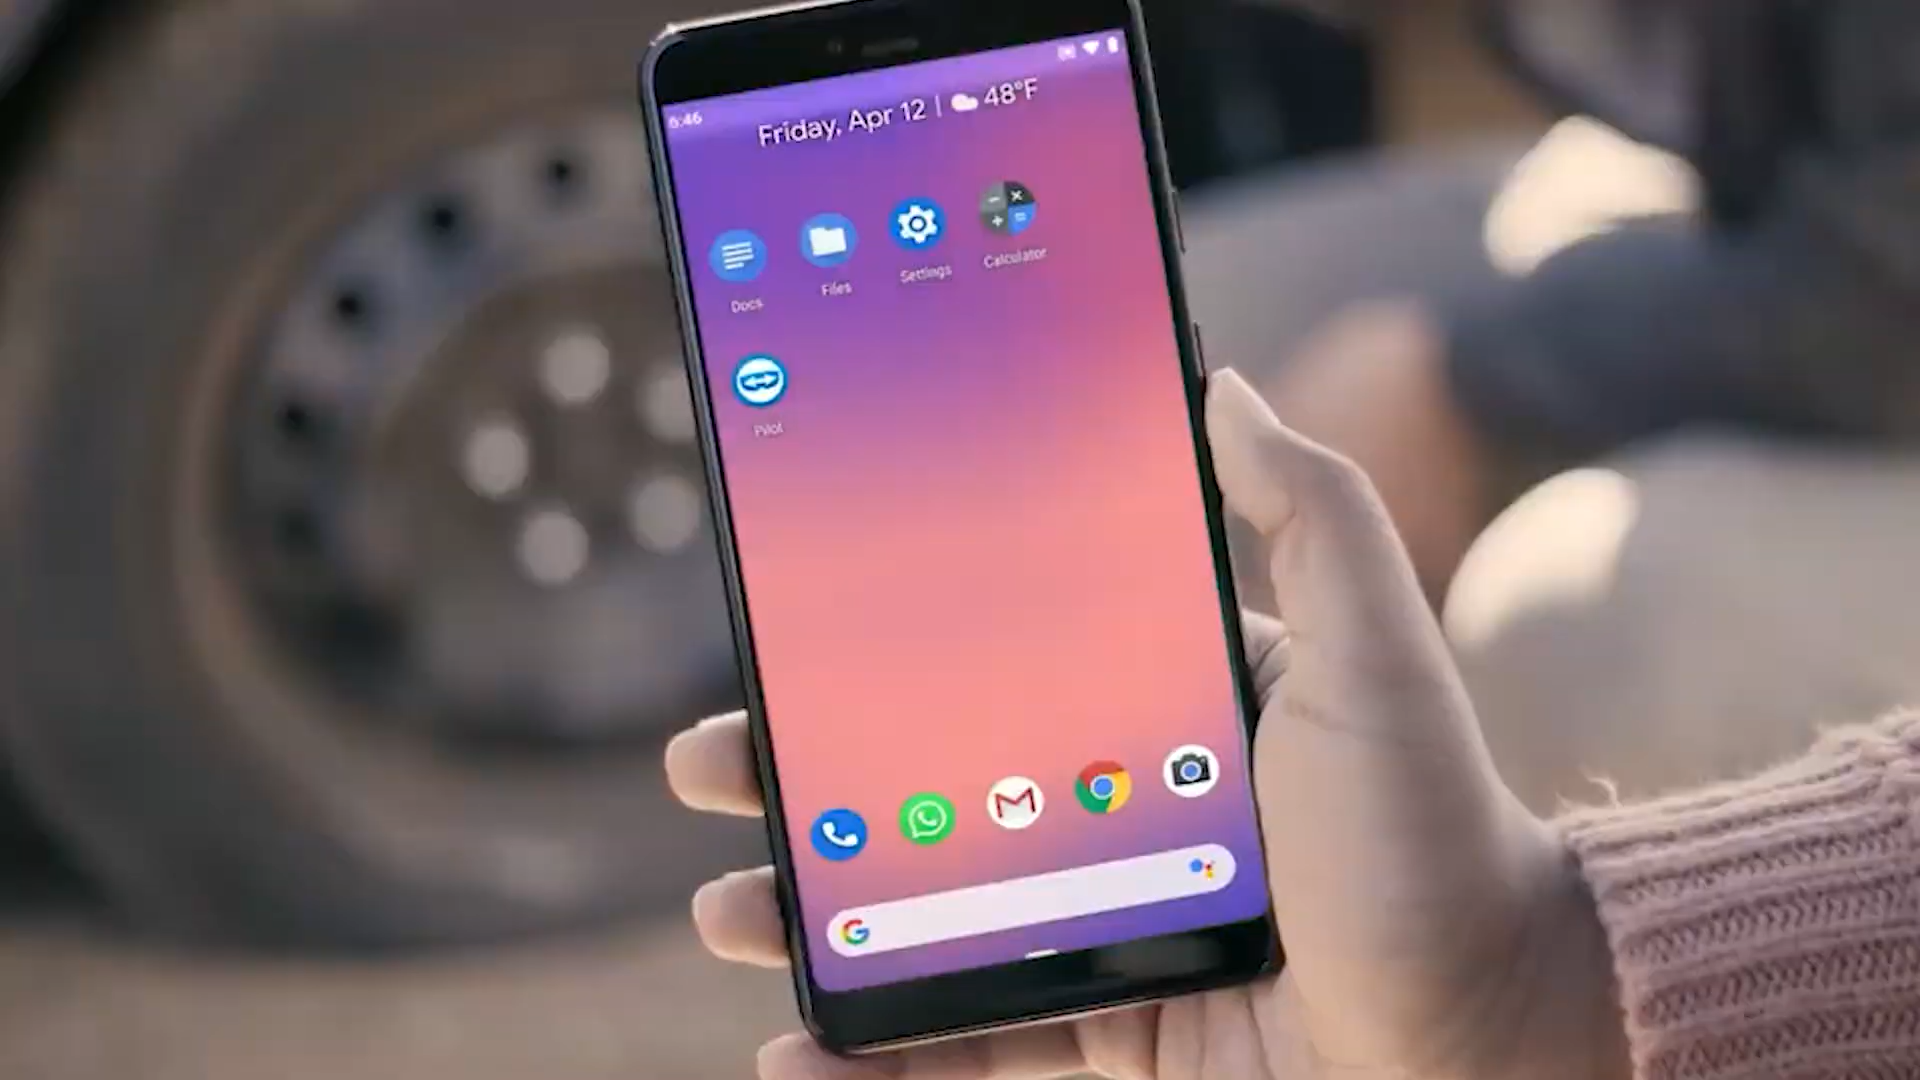 6:46
Friday, Apr 12 | 48°F
Docs
Files
Settings
Calculator
Pilot